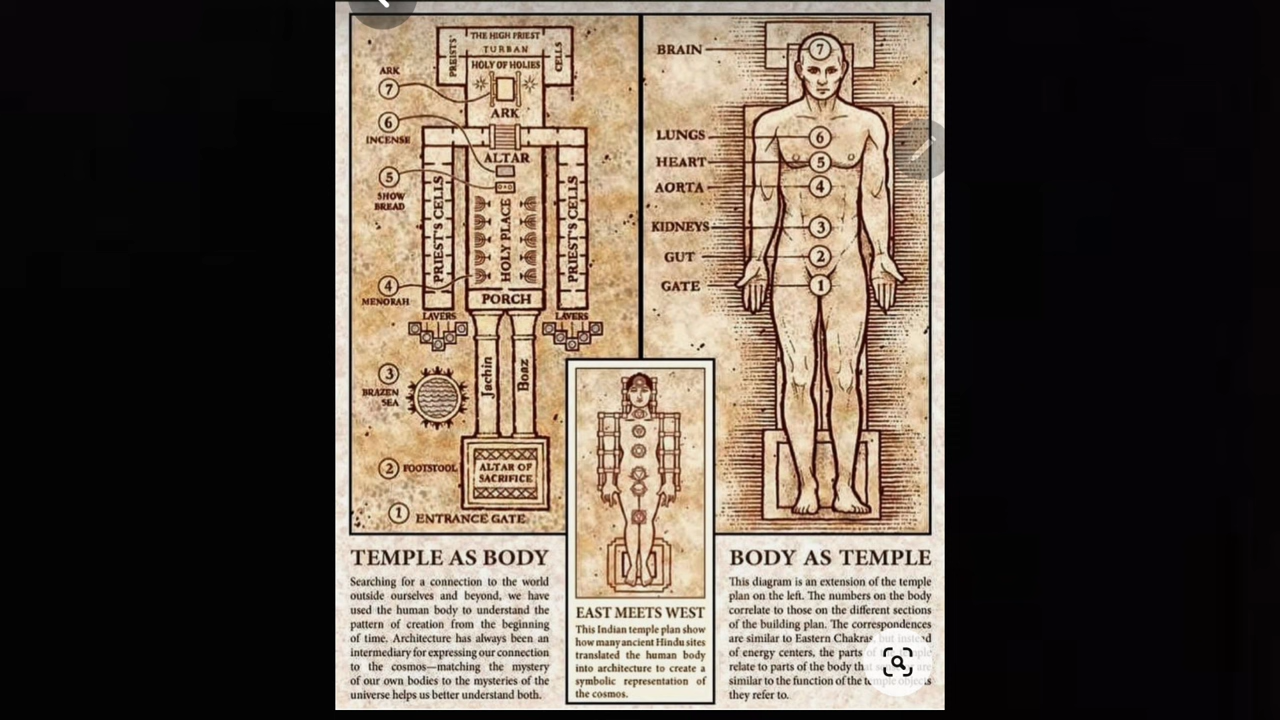 THE HIGH PRIEST
TURBAN
PREISTS'
CELLS
HOLY OF HOLIES
ARK
7
ARK
6
INCENSE
ALTAR
5
SHOW
BREAD
PRIEST'S CELLS
HOLY PLACE
PRIEST'S CELLS
4
MENORAH
PORCH
LAVERS
LAVERS
Jachin
Boaz
3
BRAZEN
SEA
2 FOOTSTOOL
ALTAR OF
SACRIFICE
1 ENTRANCE GATE
BRAIN 7
LUNGS 6
HEART 5
AORTA 4
KIDNEYS 3
GUT 2
GATE 1
TEMPLE AS BODY
Searching for a connection to the world
outside ourselves and beyond, we have
used the human body to understand the
pattern of creation from the beginning
of time. Architecture has always been an
intermediary for expressing our connection
to the cosmos—matching the mystery
of our own bodies to the mysteries of the
universe helps us better understand both.
EAST MEETS WEST
This Indian temple plan show
how many ancient Hindu sites
translated the human body
into architecture to create a
symbolic representation of
the cosmos.
BODY AS TEMPLE
This diagram is an extension of the temple
plan on the left. The numbers on the body
correlate to those on the different sections
of the building plan. The correspondences
are similar to Eastern Chakras, but instead
of energy centers, the parts of
relate to parts of the body that are
similar to the function of the temple objects
they refer to.